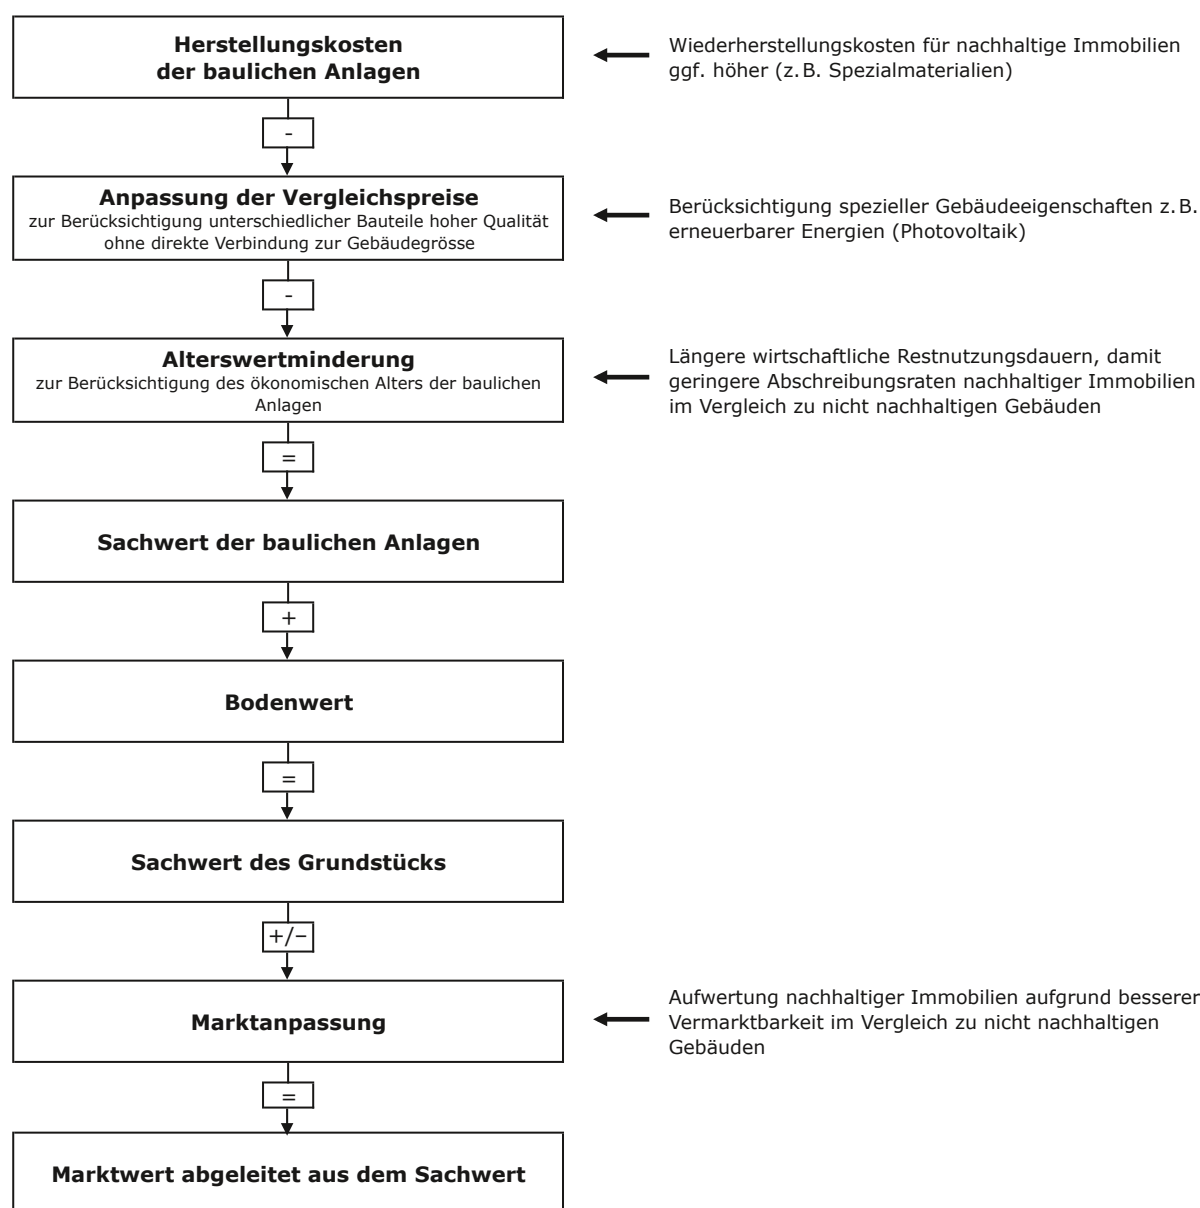 Herstellungskosten
der baulichen Anlagen
Wiederherstellungskosten für nachhaltige Immobilien
ggf. höher (z.B. Spezialmaterialien)
-
Anpassung der Vergleichspreise
zur Berücksichtigung unterschiedlicher Bauteile hoher Qualität
ohne direkte Verbindung zur Gebäudegrösse
Berücksichtigung spezieller Gebäudeeigenschaften z.B.
erneuerbarer Energien (Photovoltaik)
-
Alterswertminderung
zur Berücksichtigung des ökonomischen Alters der baulichen
Anlagen
Längere wirtschaftliche Restnutzungsdauern, damit
geringere Abschreibungsraten nachhaltiger Immobilien
im Vergleich zu nicht nachhaltigen Gebäuden
=
Sachwert der baulichen Anlagen
+
Bodenwert
=
Sachwert des Grundstücks
+/−
Marktanpassung
Aufwertung nachhaltiger Immobilien aufgrund besserer
Vermarktbarkeit im Vergleich zu nicht nachhaltigen
Gebäuden
=
Marktwert abgeleitet aus dem Sachwert